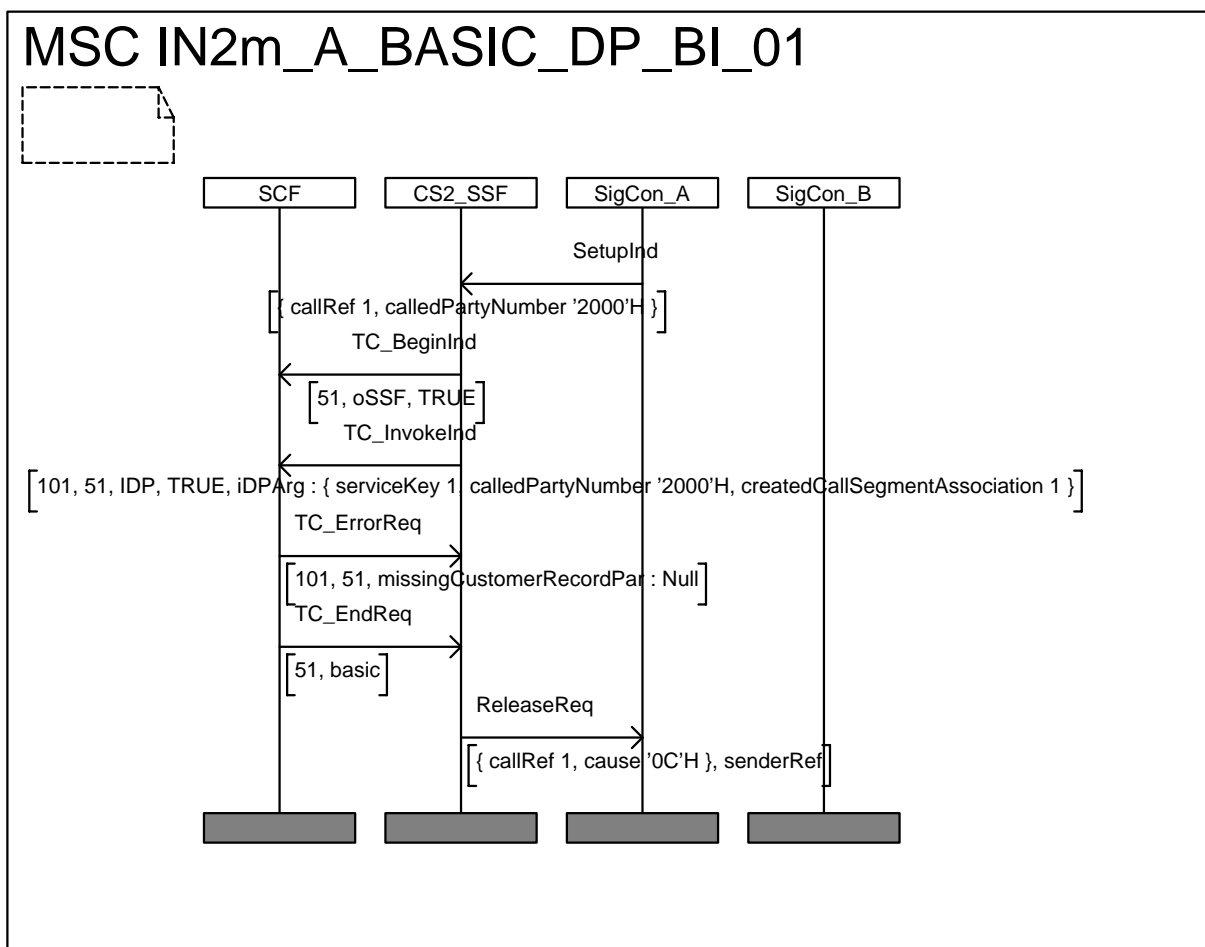 MSC IN2m_A_BASIC_DP_BI_01
SCF CS2_SSF SigCon_A SigCon_B
SetupInd
{ callRef 1, calledPartyNumber ’2000’H }
TC_BeginInd
51, oSSF, TRUE
TC_InvokeInd
101, 51, IDP, TRUE, iDPArg : { serviceKey 1, calledPartyNumber ’2000’H, createdCallSegmentAssociation 1 }
TC_ErrorReq
101, 51, missingCustomerRecordPar : Null
TC_EndReq
51, basic
ReleaseReq
{ callRef 1, cause ’0C’H }, senderRef